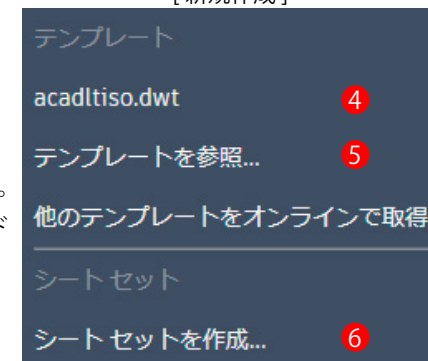 [ 新規作成 ]
テンプレート
acadltiso.dwt 4
テンプレートを参照... 5
。
他のテンプレートをオンラインで取得
シート セット
シート セットを作成... 6